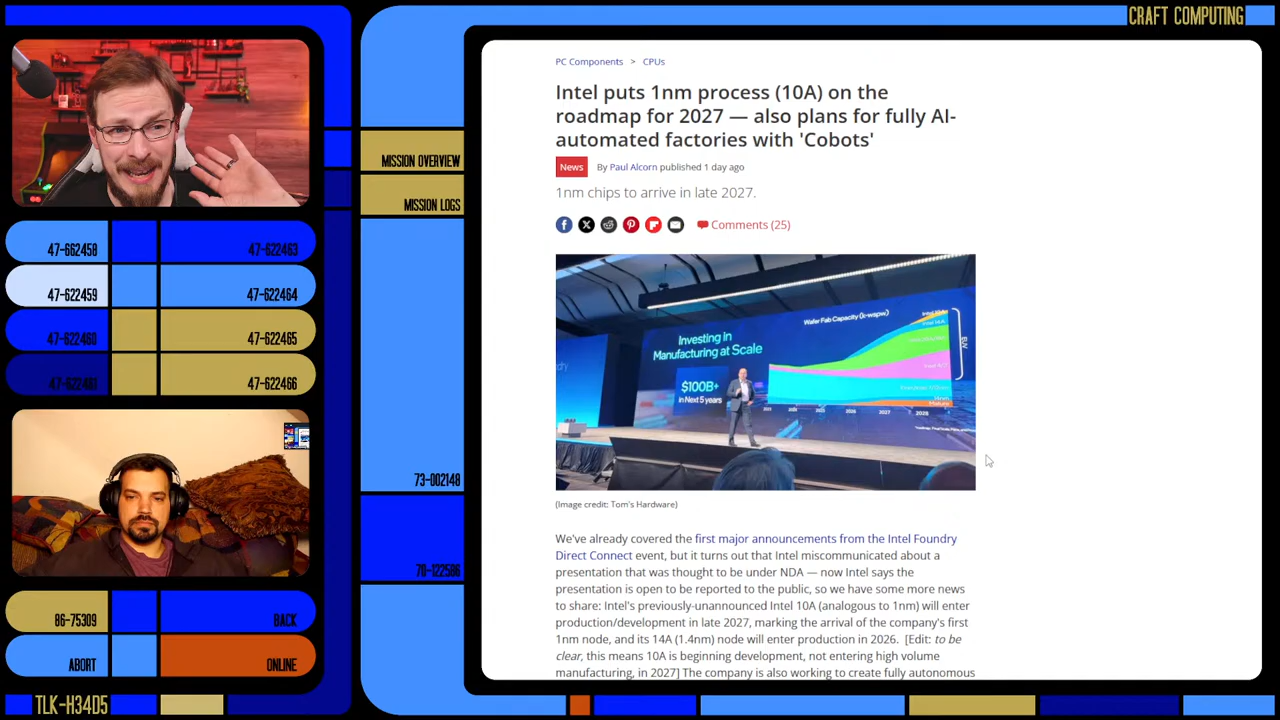 CRAFT COMPUTING
MISSION OVERVIEW
MISSION LOGS
47-662458
47-622463
47-622459
47-622464
47-622460
47-622465
47-622466
73-002148
70-122506
86-75309
BACK
ABORT
ONLINE
TLK-H34D5
PC Components > CPUs
Intel puts 1nm process (10A) on the
roadmap for 2027 — also plans for fully AI-
automated factories with 'Cobots'
News By Paul Alcorn published 1 day ago
1nm chips to arrive in late 2027.
Comments (25)
Investing in
Manufacturing at Scale
$100B+
in Next 5 years
Wafer Fab Capacity (k-wspw)
2026
2027
2028
(Image credit: Tom's Hardware)
We've already covered the first major announcements from the Intel Foundry
Direct Connect event, but it turns out that Intel miscommunicated about a
presentation that was thought to be under NDA — now Intel says the
presentation is open to be reported to the public, so we have some more news
to share: Intel's previously-unannounced Intel 10A (analogous to 1nm) will enter
production/development in late 2027, marking the arrival of the company's first
1nm node, and its 14A (1.4nm) node will enter production in 2026. [Edit: to be
clear, this means 10A is beginning development, not entering high volume
manufacturing, in 2027] The company is also working to create fully autonomous